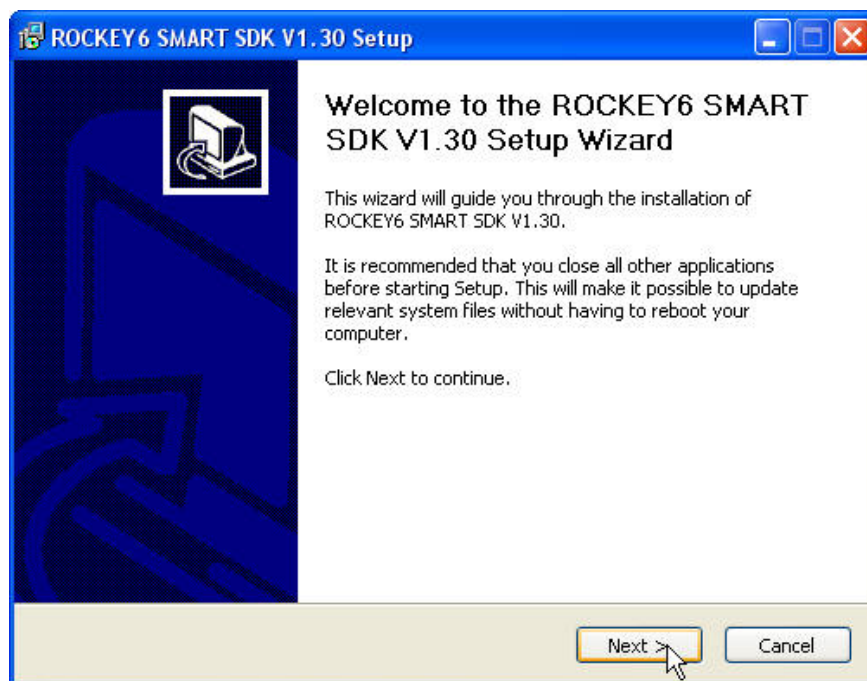 ROCKEY6 SMART SDK V1.30 Setup
Welcome to the ROCKEY6 SMART
SDK V1.30 Setup Wizard
This wizard will guide you through the installation of
ROCKEY6 SMART SDK V1.30.
It is recommended that you close all other applications
before starting Setup. This will make it possible to update
relevant system files without having to reboot your
computer.
Click Next to continue.
Next > Cancel